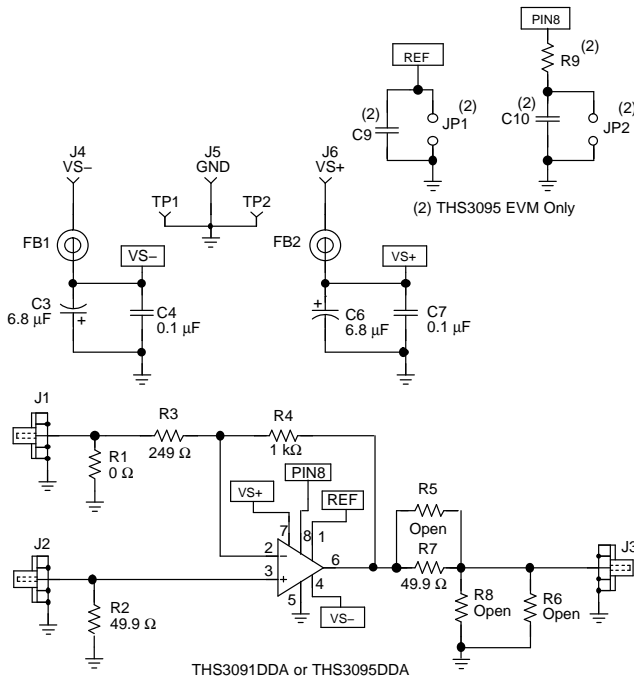 PIN8
R9
(2)
REF
(2)
C9
(2)
JP1
(2)
C10
(2)
JP2
(2) THS3095 EVM Only
J4
VS−
J5
GND
J6
VS+
TP1
TP2
FB1
VS−
FB2
VS+
C3
6.8 µF
+
C4
0.1 µF
+
C6
6.8 µF
C7
0.1 µF
J1
R3
249 Ω
R4
1 kΩ
R1
0 Ω
VS+
PIN8
REF
7
8
1
2
−
3
+
6
5
4
VS−
R5
Open
R7
49.9 Ω
J3
J2
R2
49.9 Ω
R8
Open
R6
Open
THS3091DDA or THS3095DDA